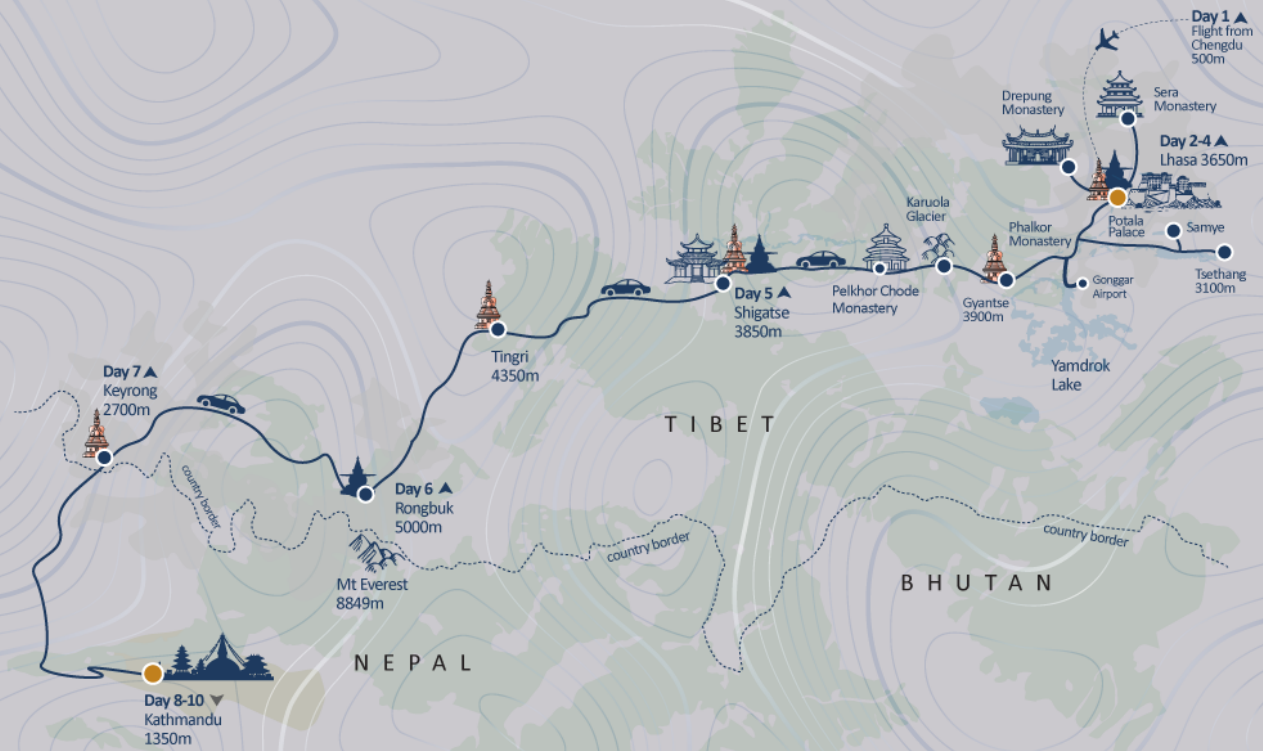 Day 1
Flight from
Chengdu
500m
Drepung
Monastery
Sera
Monastery
Day 2-4
Lhasa 3650m
Potala
Palace
Samye
Tsethang
3100m
Gonggar
Airport
Phalkor
Monastery
Karuola
Glacier
Gyantse
3900m
Yamdrok
Lake
Pelkhor Chode
Monastery
Day 5
Shigatse
3850m
Tingri
4350m
TIBET
Day 7
Keyrong
2700m
country border
Day 6
Rongbuk
5000m
Mt Everest
8849m
country border
country border
BHUTAN
NEPAL
Day 8-10
Kathmandu
1350m